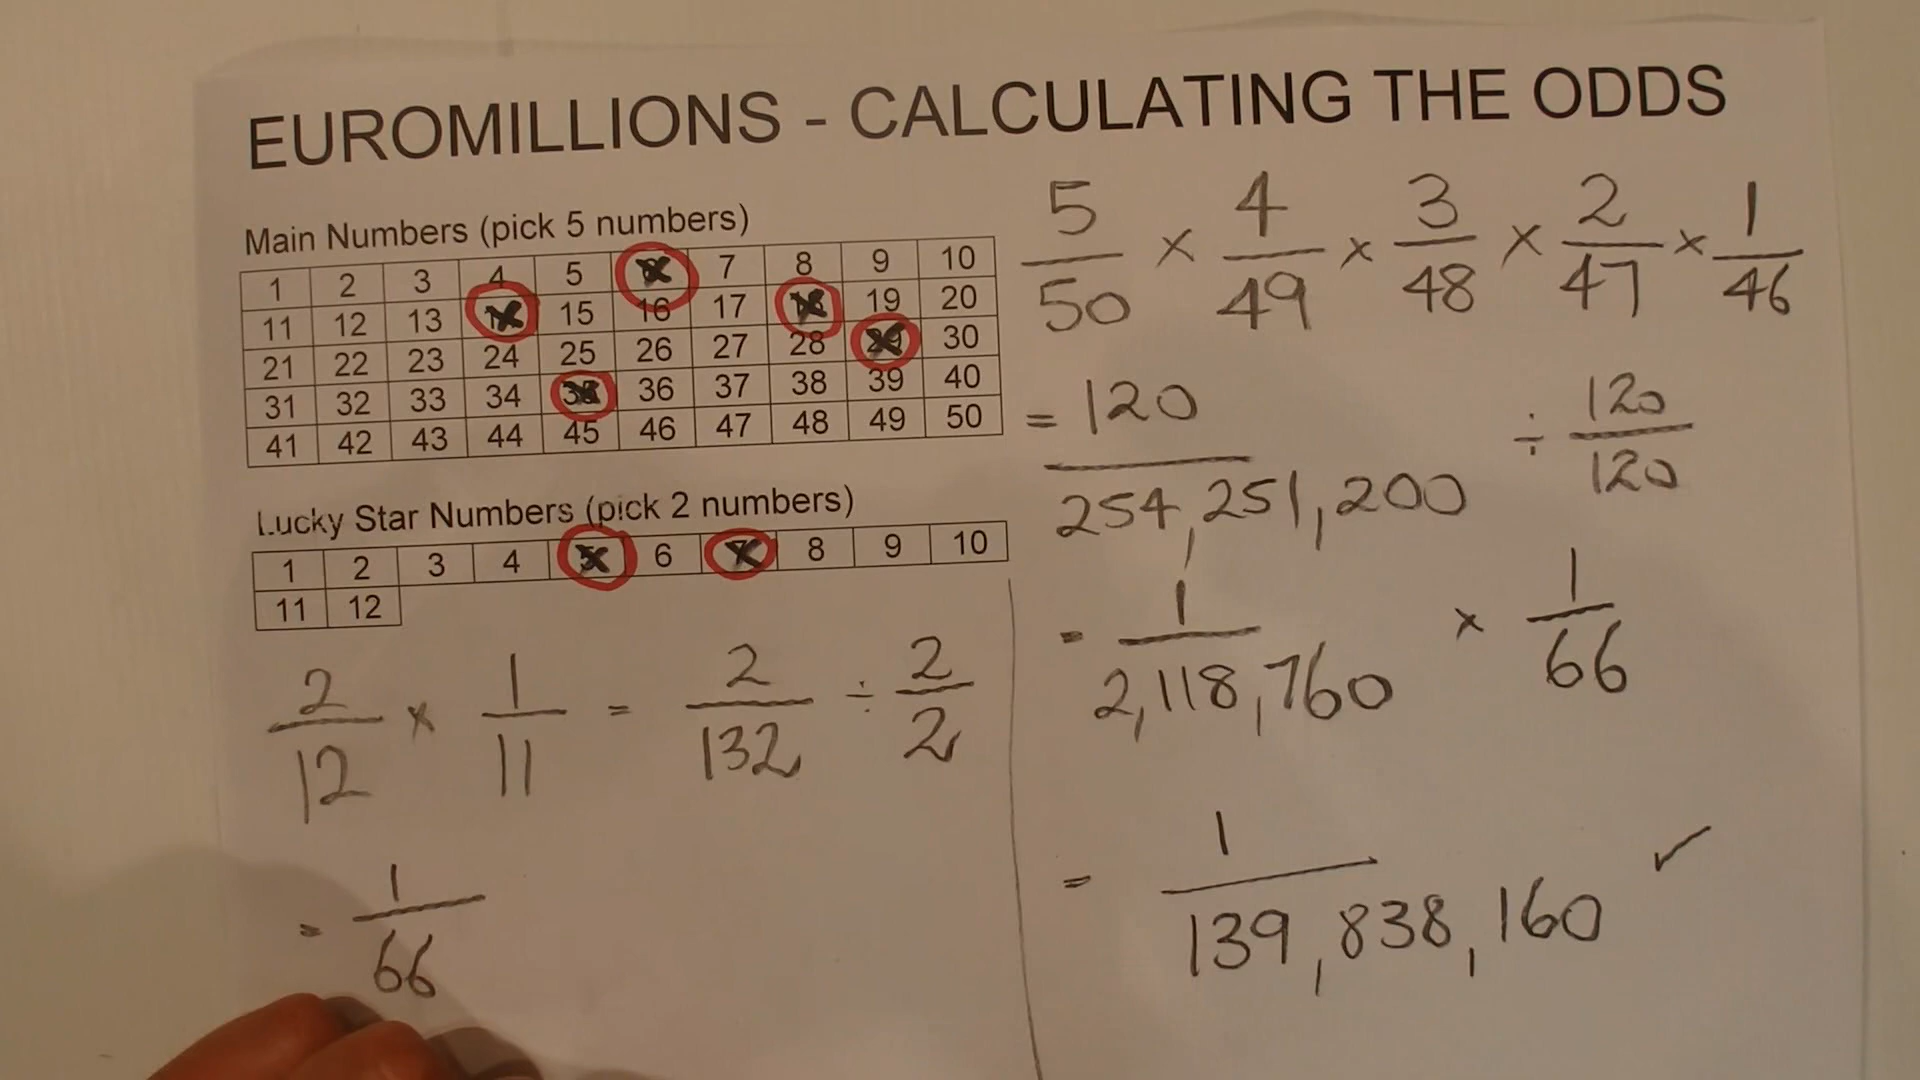 EUROMILLIONS - CALCULATING THE ODDS
Main Numbers (pick 5 numbers)
1 2 3 4 5 7 8 9 10
11 12 13 15 16 17 19 20
21 22 23 24 25 26 27 28 29 30
31 32 33 34 35 36 37 38 39 40
41 42 43 44 45 46 47 48 49 50
Lucky Star Numbers (pick 2 numbers)
1 2 3 4 5 6 7 8 9 10
11 12
2/12 × 1/11 = 2/132 ÷ 2/2
= 1/66
5/50 × 4/49 × 3/48 × 2/47 × 1/46
= 120/254,251,200 ÷ 120/120
= 1/2,118,760 × 1/66
= 1/139,838,160 ✓